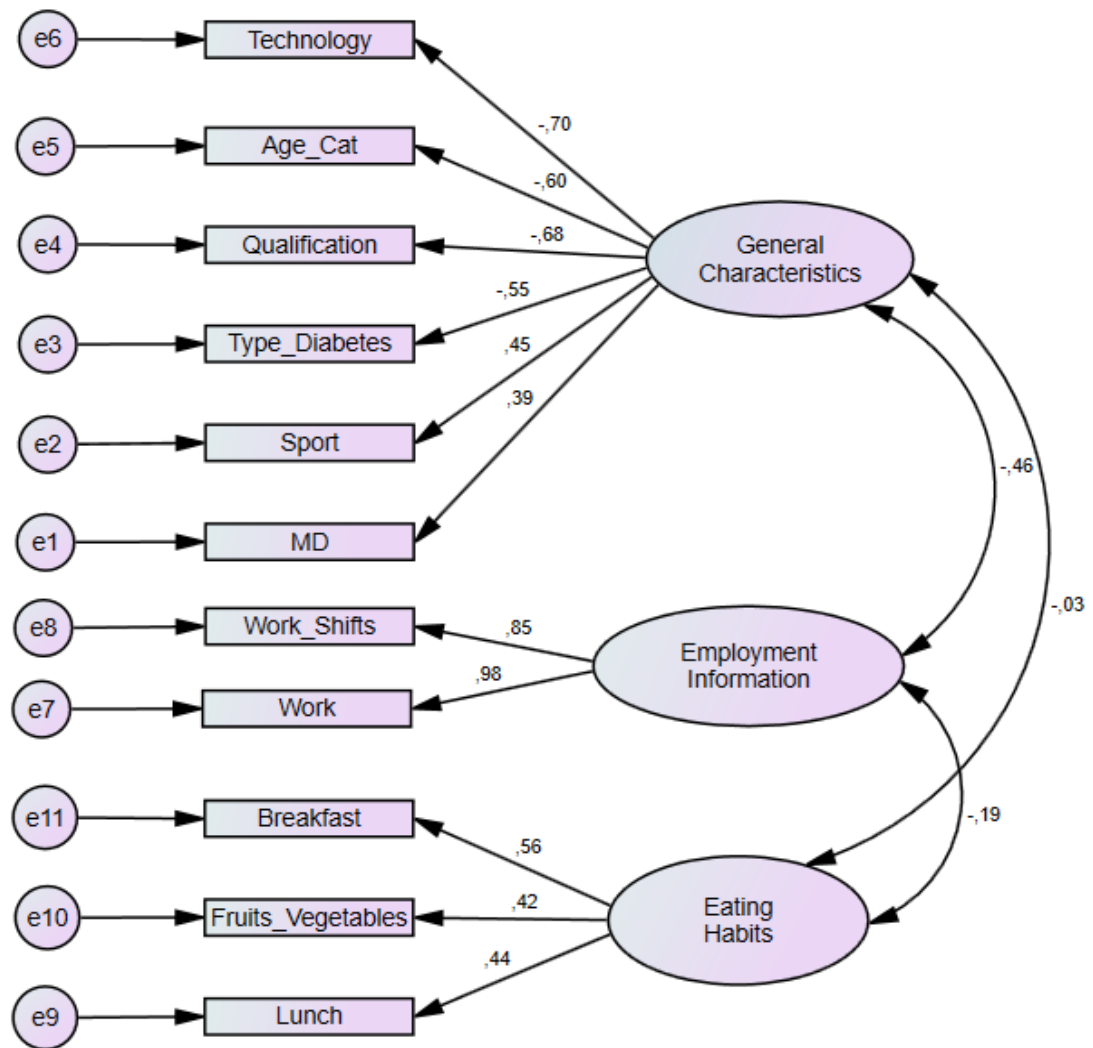 e6
Technology
-,70
e5
Age_Cat
-,60
e4
Qualification
-,68
General
Characteristics
e3
Type_Diabetes
-,55
e2
Sport
,45
e1
MD
,39
-,46
-,03
e8
Work_Shifts
,85
e7
Work
,98
Employment
Information
e11
Breakfast
,56
-,19
e10
Fruits_Vegetables
,42
Eating
Habits
e9
Lunch
,44